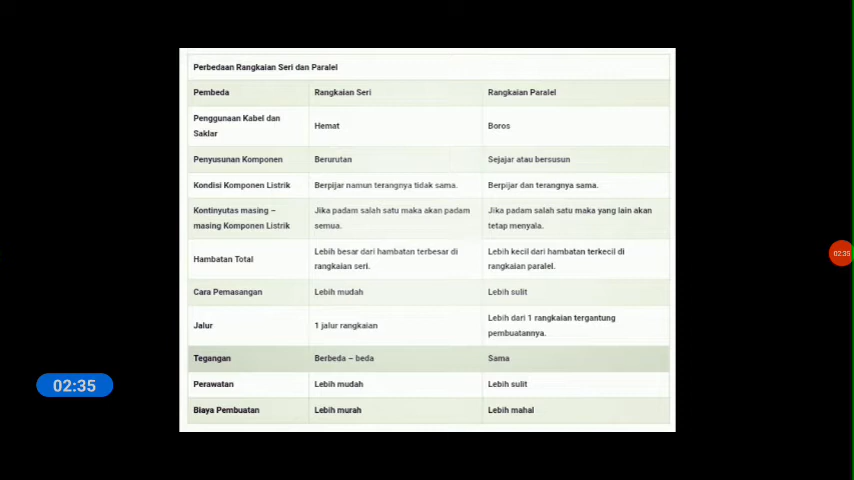 Perbedaan Rangkaian Seri dan Paralel
Pembeda Rangkaian Seri Rangkaian Paralel
Penggunaan Kabel dan
Saklar
Hemat
Boros
Penyusunan Komponen Berurutan Sejajar atau bersusun
Kondisi Komponen Listrik Berpijar namun terangnya tidak sama. Berpijar dan terangnya sama.
Kontinyutas masing –
masing Komponen Listrik
Jika padam salah satu maka akan padam
semua.
Jika padam salah satu maka yang lain akan
tetap menyala.
Hambatan Total
Lebih besar dari hambatan terbesar di
rangkaian seri.
Lebih kecil dari hambatan terkecil di
rangkaian paralel.
Cara Pemasangan Lebih mudah Lebih sulit
Jalur
1 jalur rangkaian
Lebih dari 1 rangkaian tergantung
pembuatannya.
Tegangan Berbeda – beda Sama
Perawatan Lebih mudah Lebih sulit
Biaya Pembuatan Lebih murah Lebih mahal
02:35
02:35